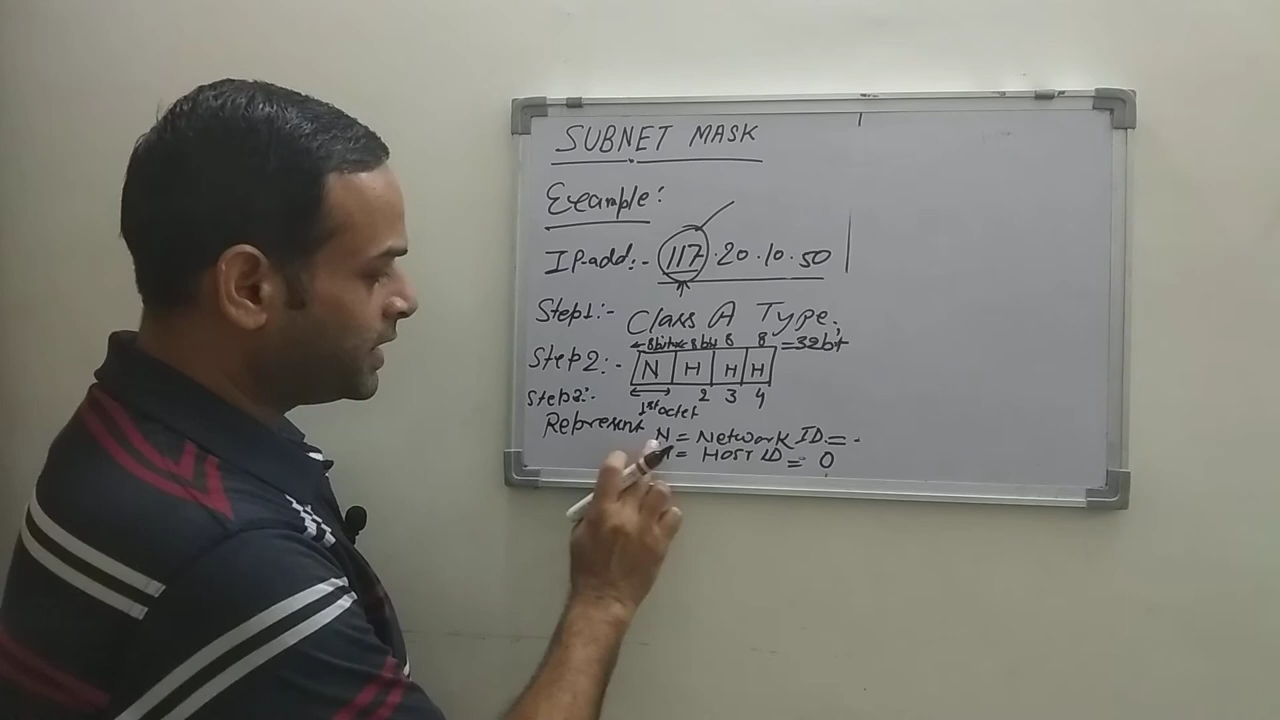 SUBNET MASK
Example:
IP-add:- 117.20.10.50
Step1:- Class A Type.
8bit 8bit 8 8 =32bit
Step2:- N H H H
Step3:- 1st octet 2 3 4
Represent N = Network ID = -
= HOST ID = 0